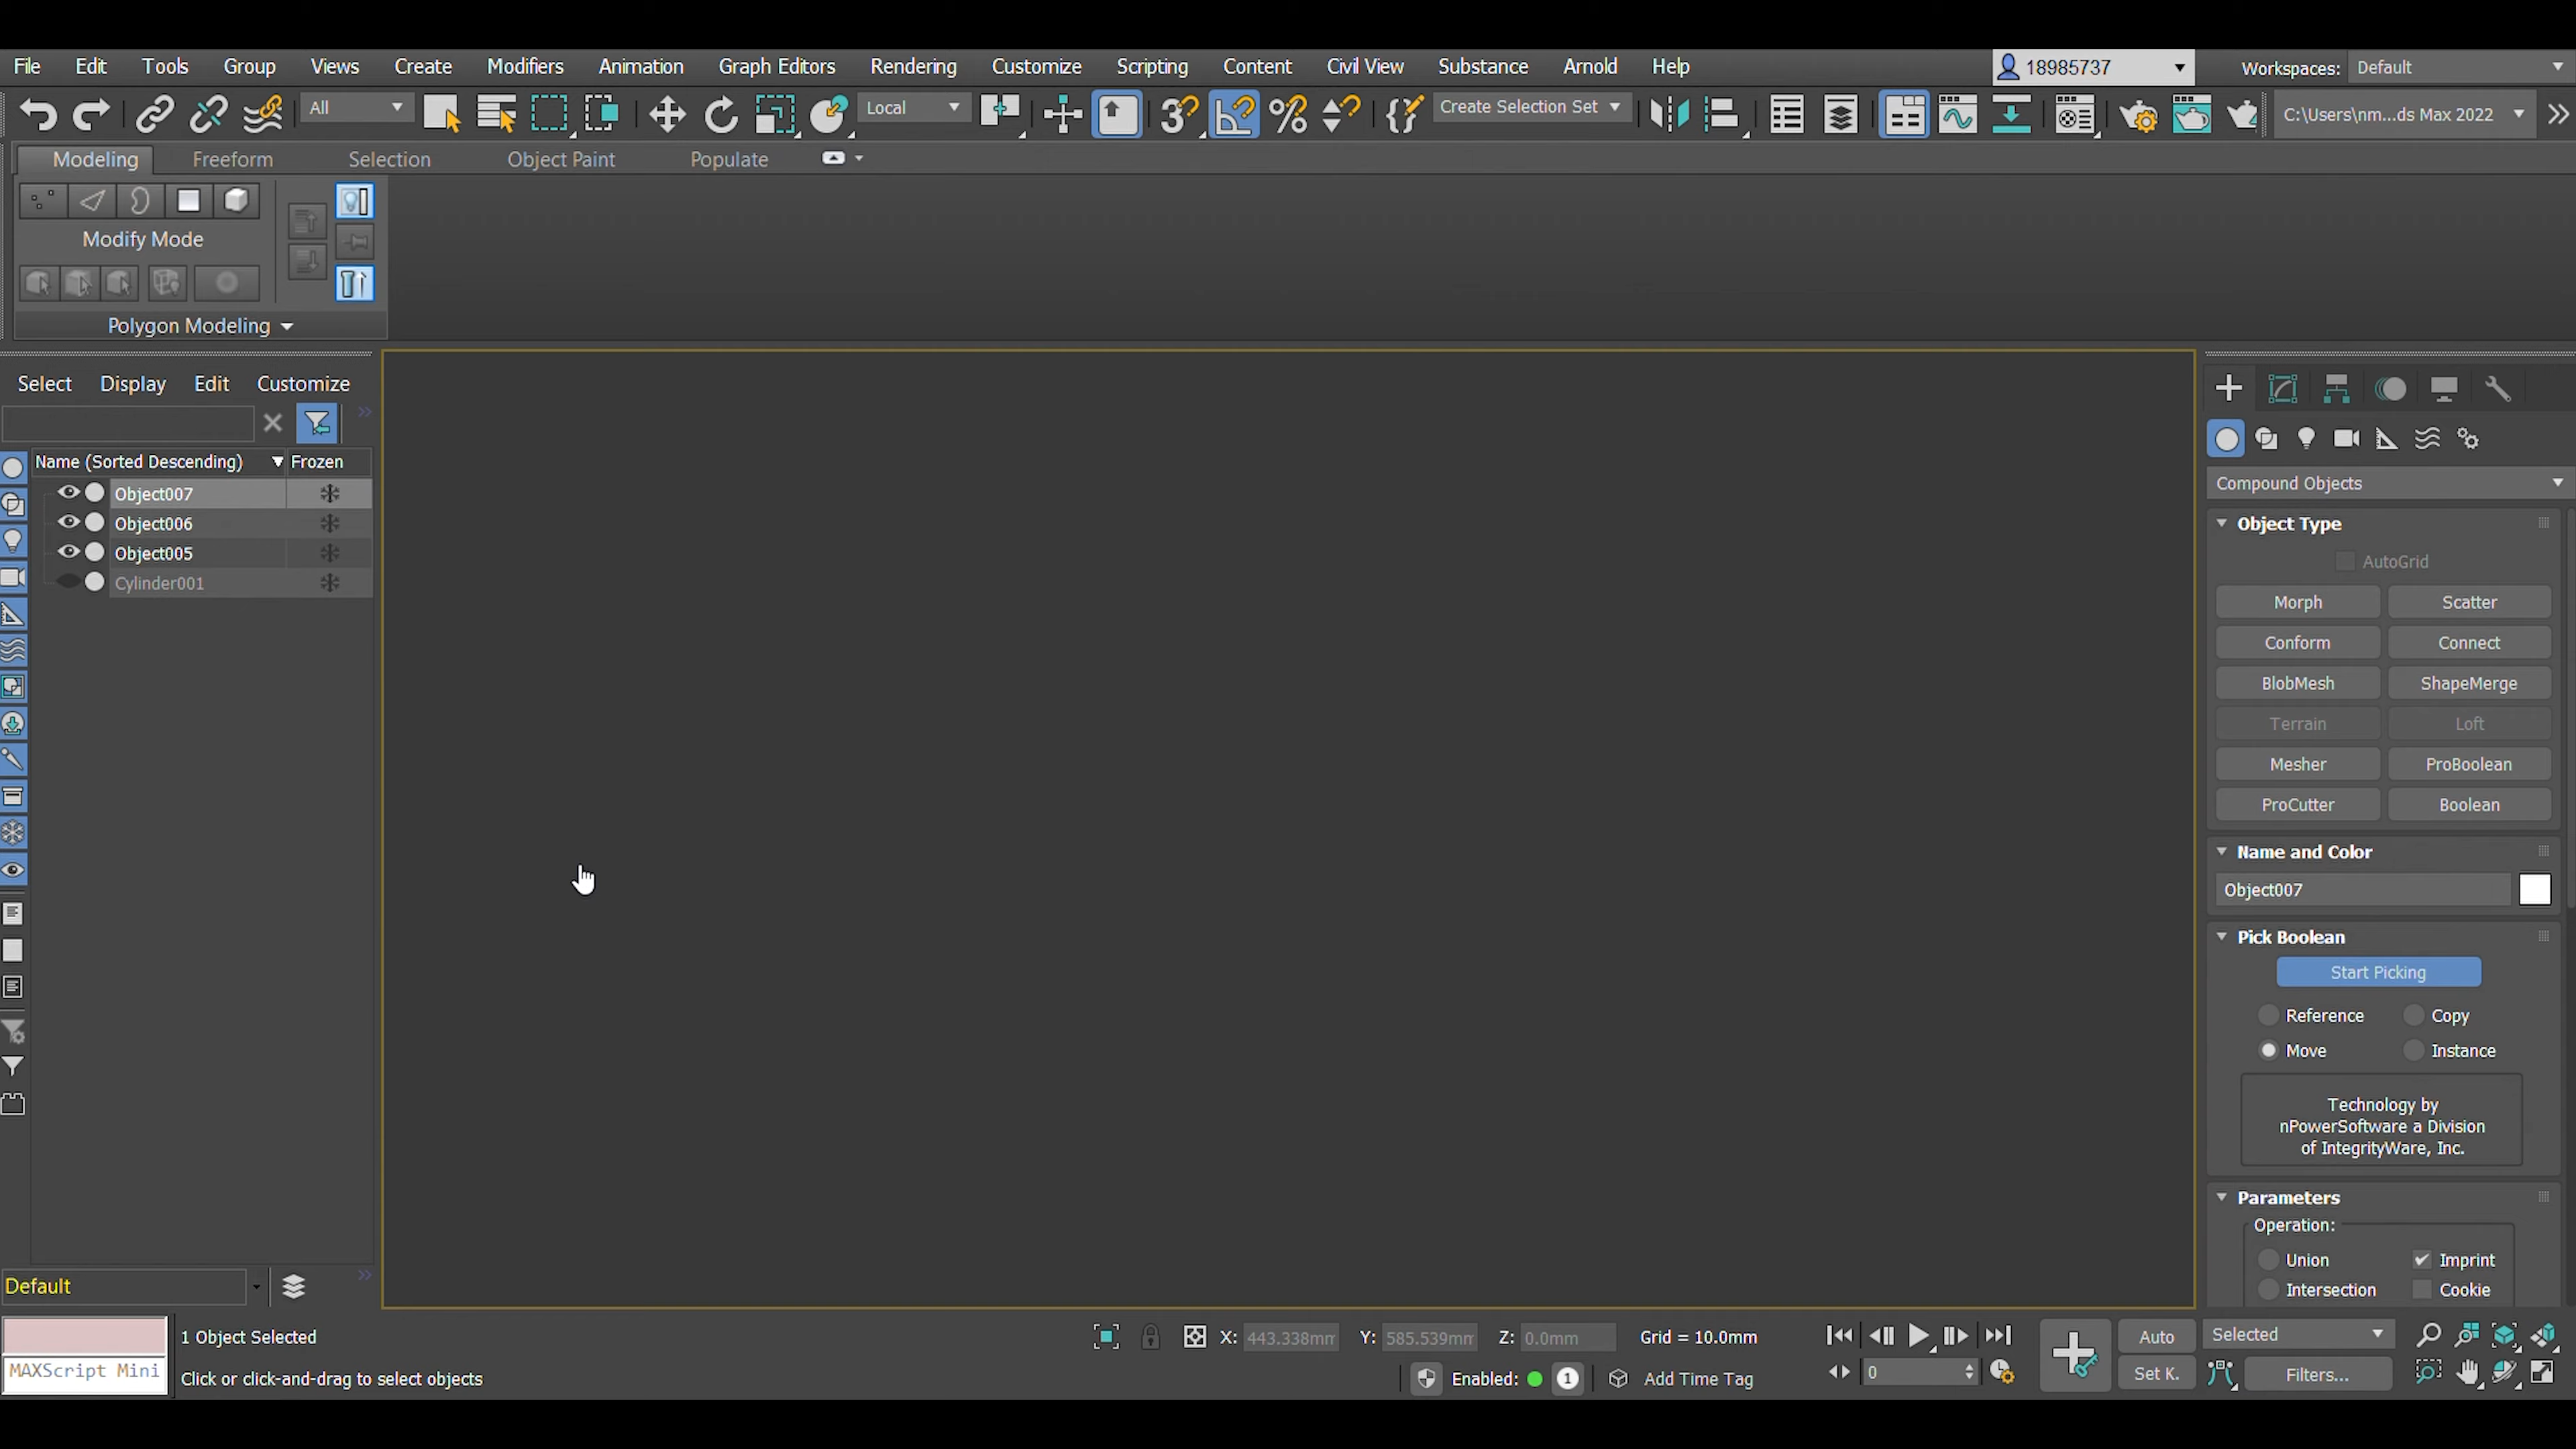 File Edit Tools Group Views Create Modifiers Animation Graph Editors Rendering Customize Scripting Content Civil View Substance Arnold Help 18985737 Workspaces: Default
All Local Create Selection Set C:\Users\nm...ds Max 2022
Modeling Freeform Selection Object Paint Populate
Modify Mode
Polygon Modeling
Select Display Edit Customize
Name (Sorted Descending) Frozen
Object007
Object006
Object005
Cylinder001
Compound Objects
Object Type
AutoGrid
Morph Scatter
Conform Connect
BlobMesh ShapeMerge
Terrain Loft
Mesher ProBoolean
ProCutter Boolean
Name and Color
Object007
Pick Boolean
Start Picking
Reference Copy
Move Instance
Technology by
nPowerSoftware a Division
of IntegrityWare, Inc.
Parameters
Operation:
Union Imprint
Intersection Cookie
Default
1 Object Selected X: 443.338mm Y: 585.539mm Z: 0.0mm Grid = 10.0mm Auto Selected
MAXScript Mini Click or click-and-drag to select objects Enabled: 1 Add Time Tag 0 Set K. Filters...